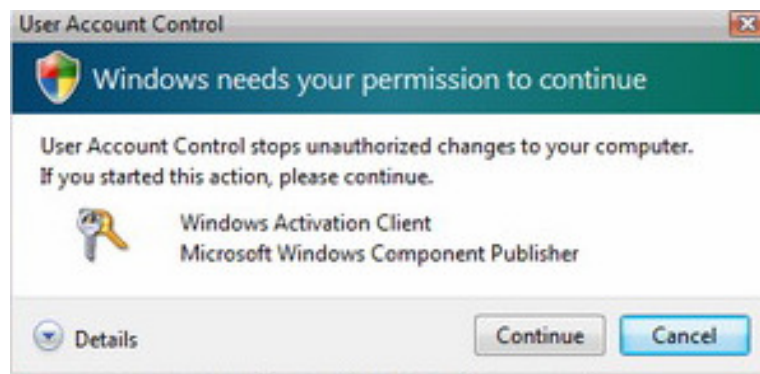 User Account Control
Windows needs your permission to continue
User Account Control stops unauthorized changes to your computer.
If you started this action, please continue.
Windows Activation Client
Microsoft Windows Component Publisher
Details
Continue
Cancel